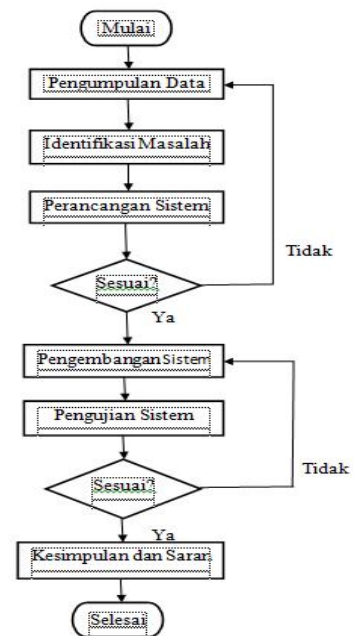 Mulai
Pengumpulan Data
Identifikasi Masalah
Perancangan Sistem
Sesuai?
Tidak
Ya
Pengembangan Sistem
Pengujian Sistem
Sesuai?
Tidak
Ya
Kesimpulan dan Saran
Selesai